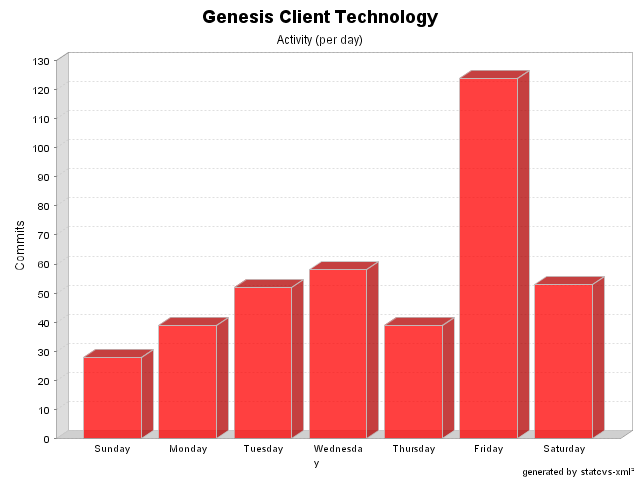 Genesis Client Technology
Activity (per day)
130
120
110
100
90
80
70
60
50
40
30
20
10
0
Commits
Sunday Monday Tuesday Wednesda Thursday Friday Saturday
y
generated by statcvs-xml²